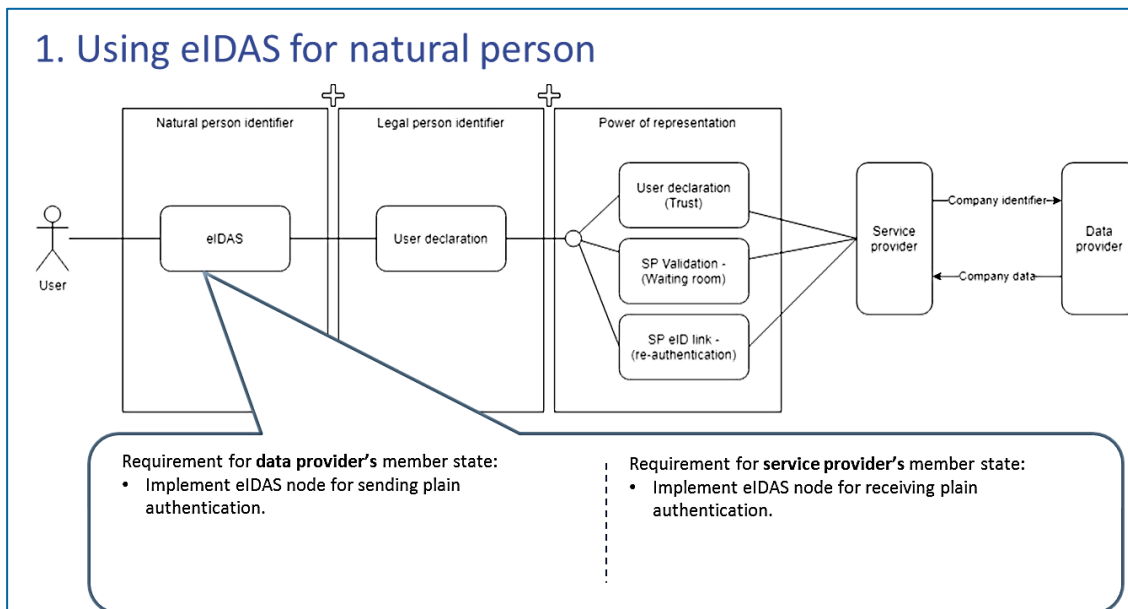 1. Using eIDAS for natural person
Natural person identifier
Legal person identifier
Power of representation
User
eIDAS
User declaration
User declaration
(Trust)
SP Validation -
(Waiting room)
SP eID link -
(re-authentication)
Service
provider
Company identifier
Company data
Data
provider
Requirement for data provider's member state:
• Implement eIDAS node for sending plain
authentication.
Requirement for service provider's member state:
• Implement eIDAS node for receiving plain
authentication.